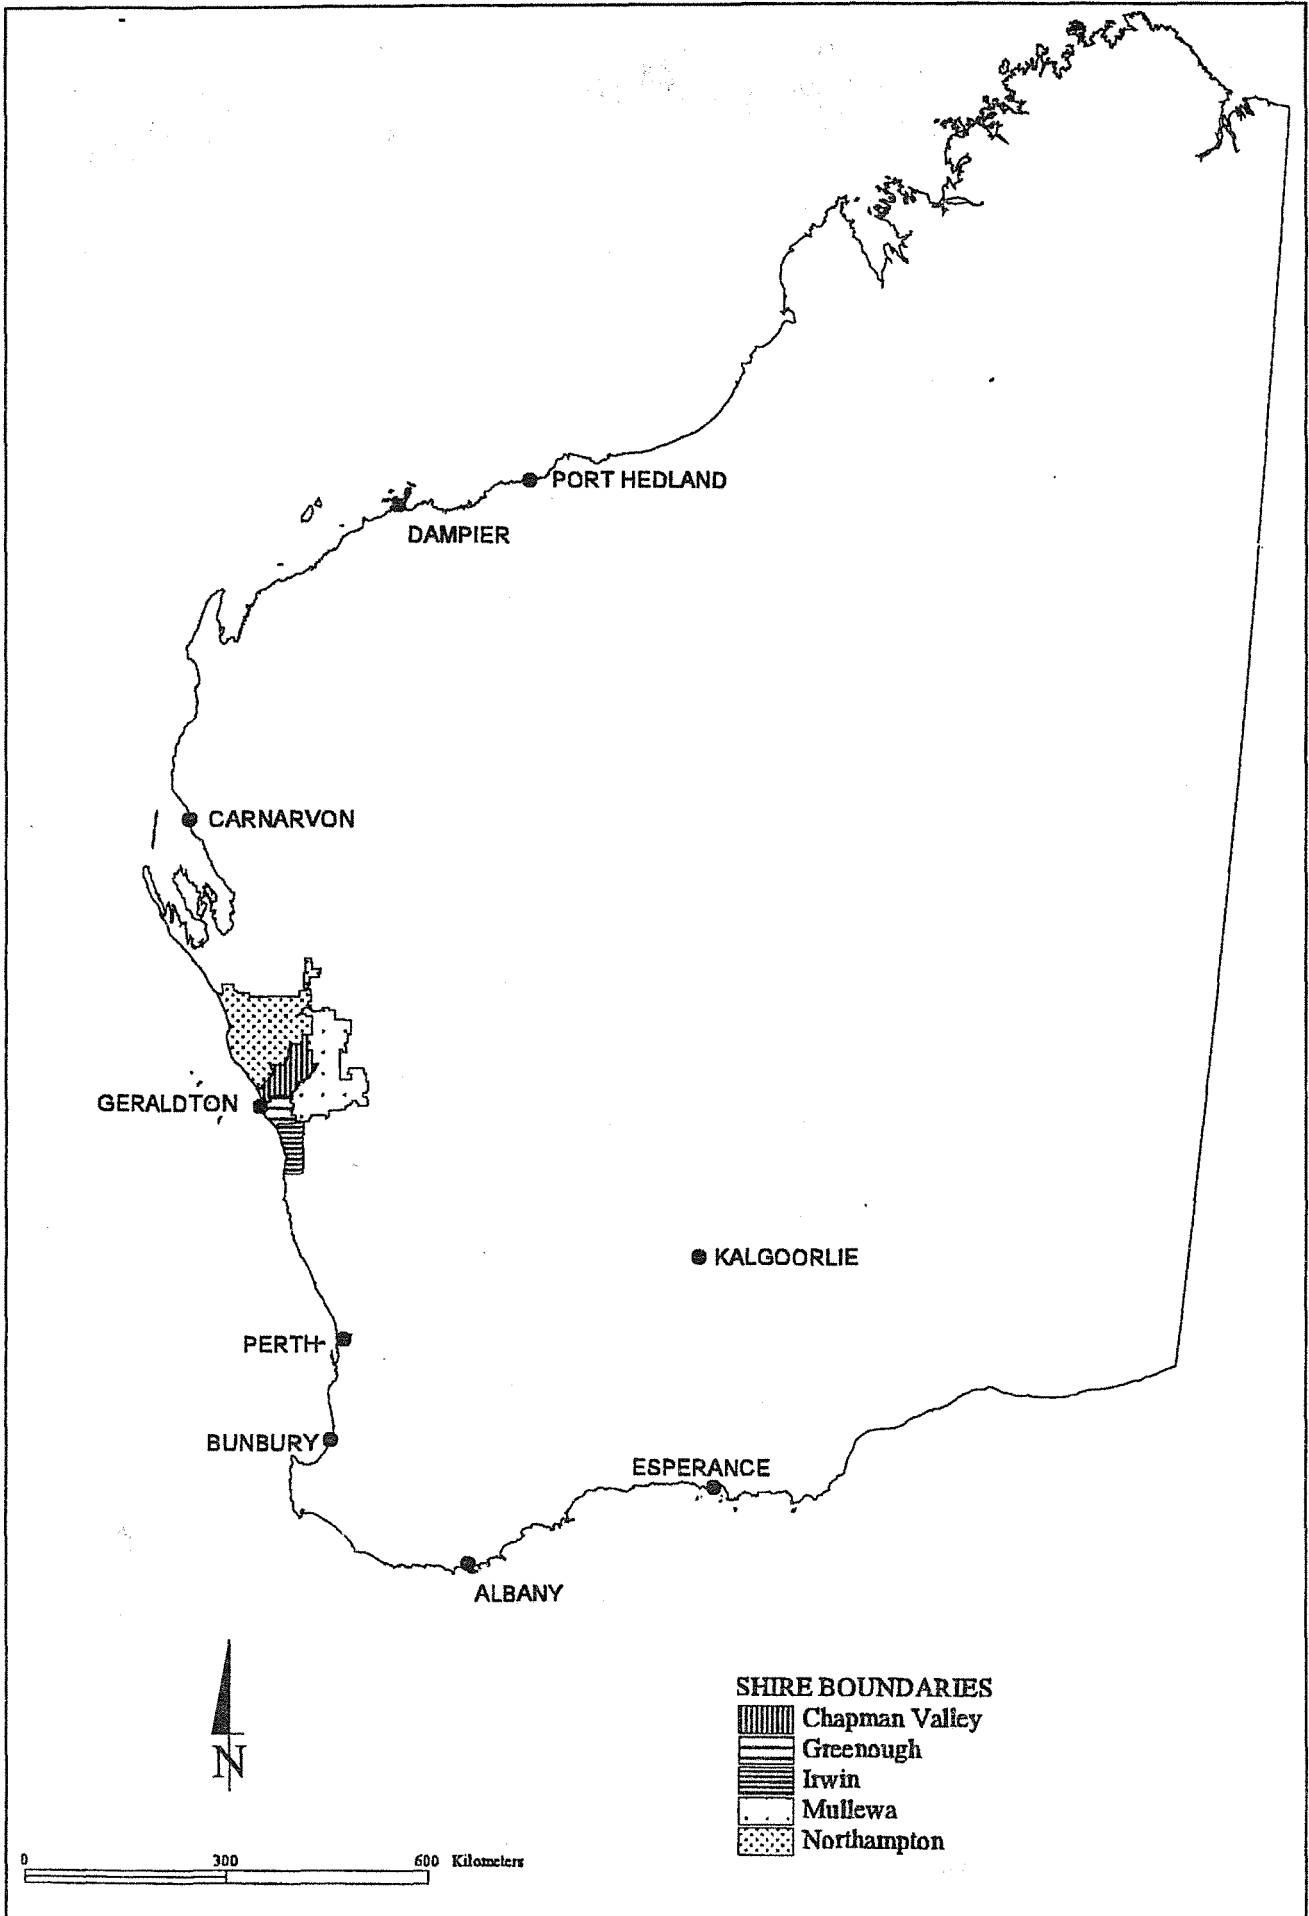 PORT HEDLAND
DAMPIER
CARNARVON
GERALDTON
KALGOORLIE
PERTH
BUNBURY
ESPERANCE
ALBANY
N
SHIRE BOUNDARIES
Chapman Valley
Greenough
Irwin
Mullewa
Northampton
0 300 600 Kilometers